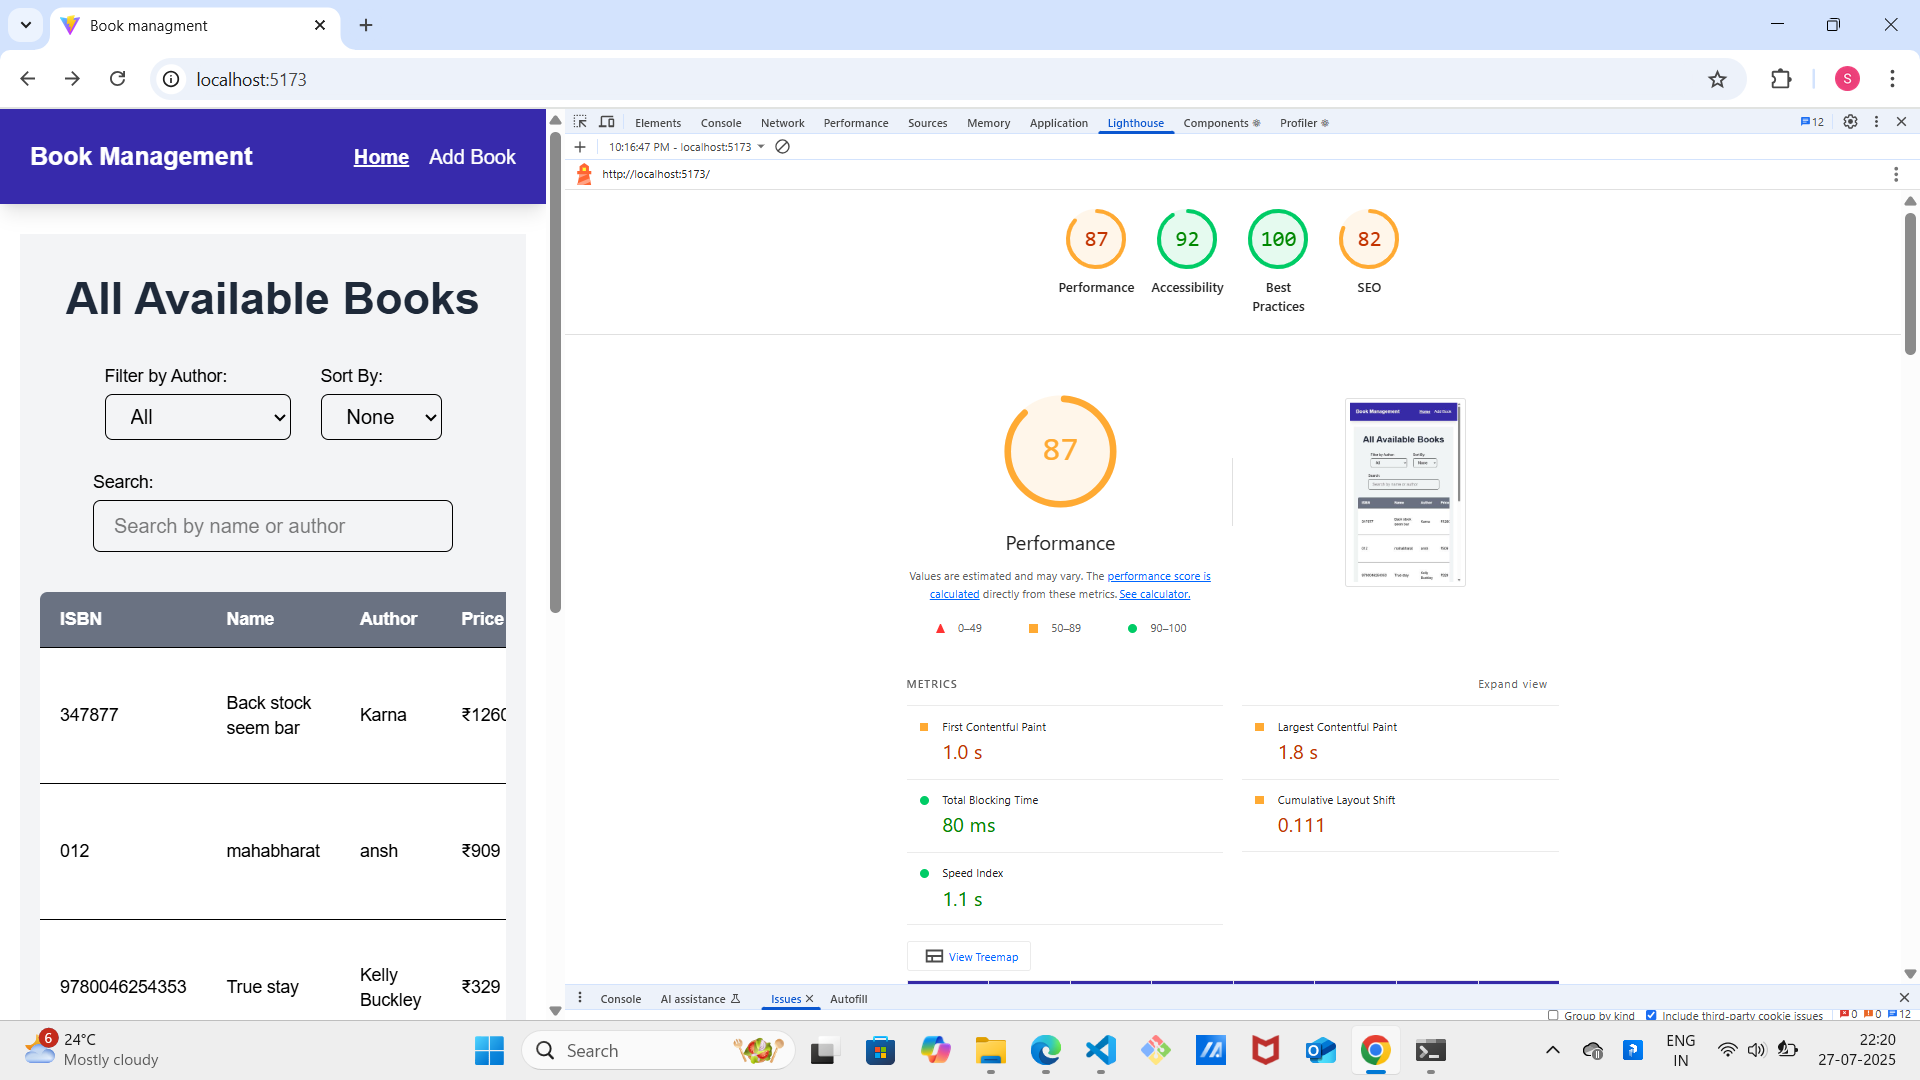 Book managment
localhost:5173
S
Book Management
Home
Add Book
All Available Books
Filter by Author:
Sort By:
All
None
Search:
Search by name or author
ISBN Name Author Price
347877 Back stock seem bar Karna ₹1260
012 mahabharat ansh ₹909
9780046254353 True stay Kelly Buckley ₹329
Elements Console Network Performance Sources Memory Application Lighthouse Components Profiler 12
10:16:47 PM - localhost:5173
http://localhost:5173/
87 92 100 82
Performance Accessibility Best Practices SEO
87
Performance
Values are estimated and may vary. The performance score is
calculated directly from these metrics. See calculator.
0–49 50–89 90–100
Book Management Home Add Book
All Available Books
METRICS
Expand view
First Contentful Paint
1.0 s
Largest Contentful Paint
1.8 s
Total Blocking Time
80 ms
Cumulative Layout Shift
0.111
Speed Index
1.1 s
View Treemap
Console AI assistance Issues Autofill
Group by kind Include third-party cookie issues 0 0 12
6
24°C
Mostly cloudy
Search
ENG
IN
22:20
27-07-2025